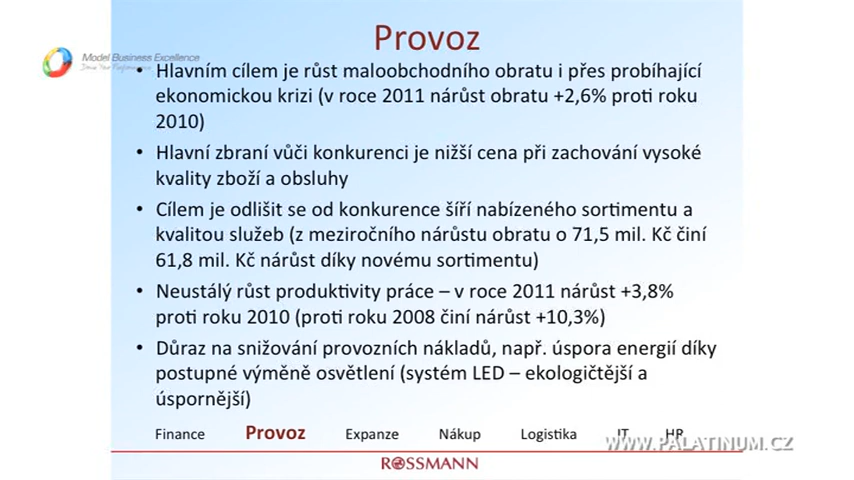 Provoz
Model Business Excellence
• Hlavním cílem je růst maloobchodního obratu i přes probíhající
ekonomickou krizi (v roce 2011 nárůst obratu +2,6% proti roku
2010)
• Hlavní zbraní vůči konkurenci je nižší cena při zachování vysoké
kvality zboží a obsluhy
• Cílem je odlišit se od konkurence šíří nabízeného sortimentu a
kvalitou služeb (z meziročního nárůstu obratu o 71,5 mil. Kč činí
61,8 mil. Kč nárůst díky novému sortimentu)
• Neustálý růst produktivity práce – v roce 2011 nárůst +3,8%
proti roku 2010 (proti roku 2008 činí nárůst +10,3%)
• Důraz na snižování provozních nákladů, např. úspora energií díky
postupné výměně osvětlení (systém LED – ekologičtější a
úspornější)
Finance Provoz Expanze Nákup Logistika IT HR
WWW.PALATINUM.CZ
ROSSMANN